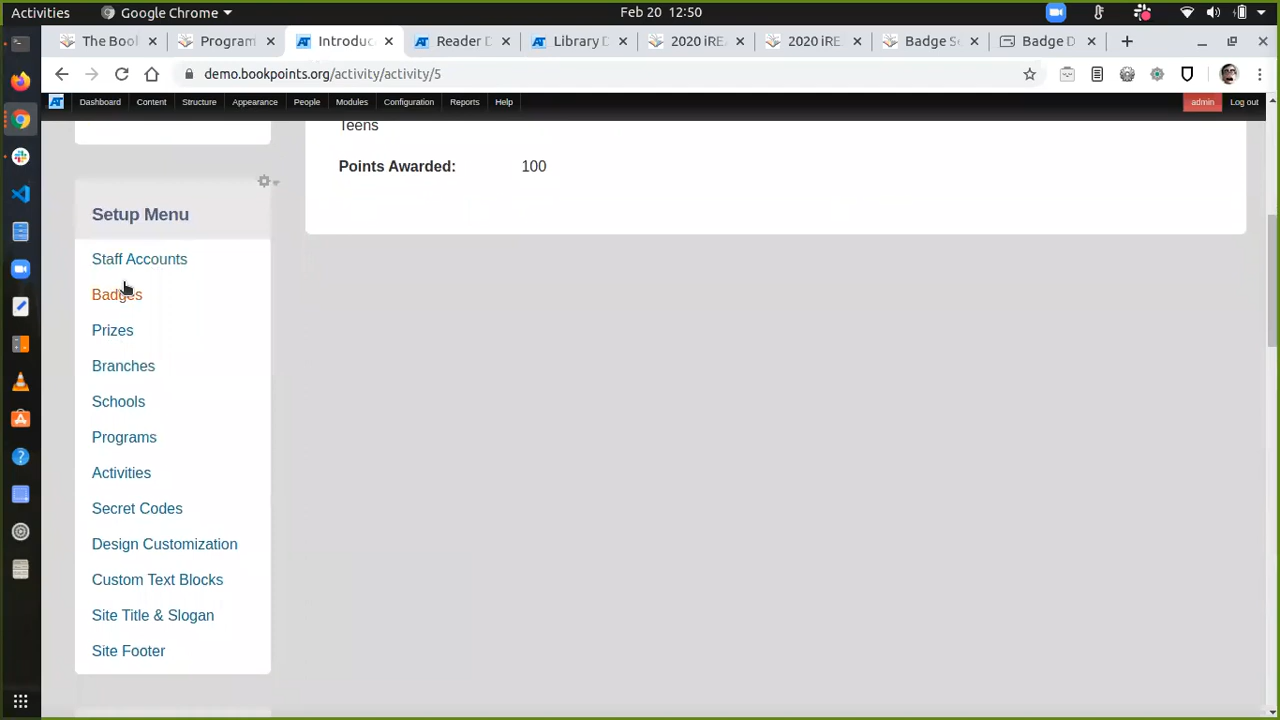 Activities
Google Chrome
Feb 20 12:50
The Bool
Program
Introduc
Reader D
Library D
2020 iRE
2020 iRE
Badge Se
Badge D
demo.bookpoints.org/activity/activity/5
Dashboard Content Structure Appearance People Modules Configuration Reports Help admin Log out
Teens
Points Awarded: 100
Setup Menu
Staff Accounts
Badges
Prizes
Branches
Schools
Programs
Activities
Secret Codes
Design Customization
Custom Text Blocks
Site Title & Slogan
Site Footer